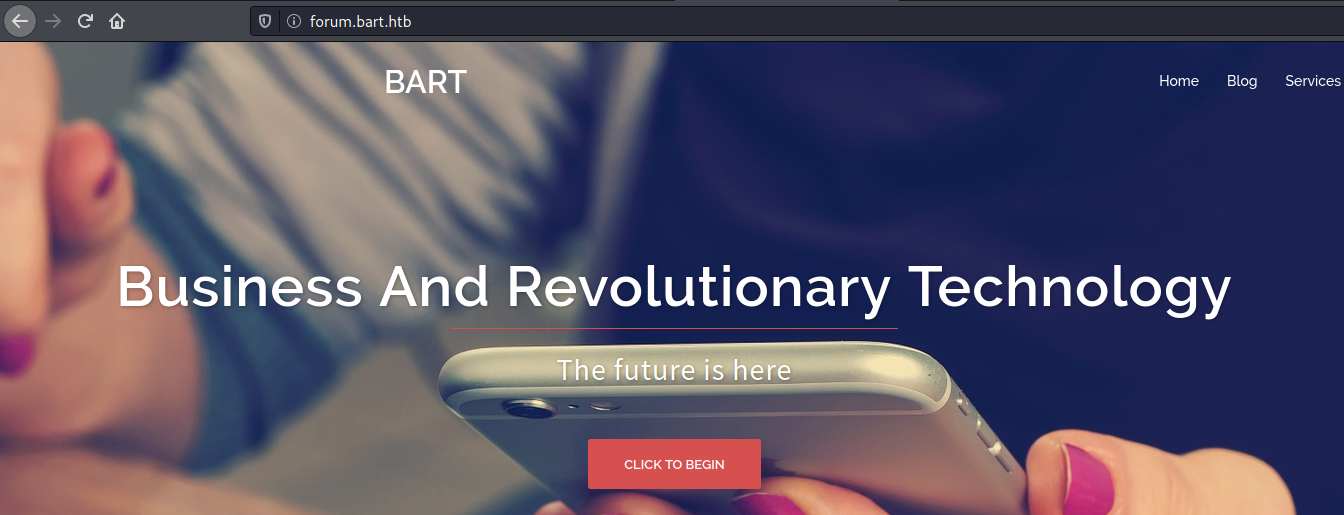 forum.bart.htb
BART
Home Blog Services
Business And Revolutionary Technology
The future is here
CLICK TO BEGIN